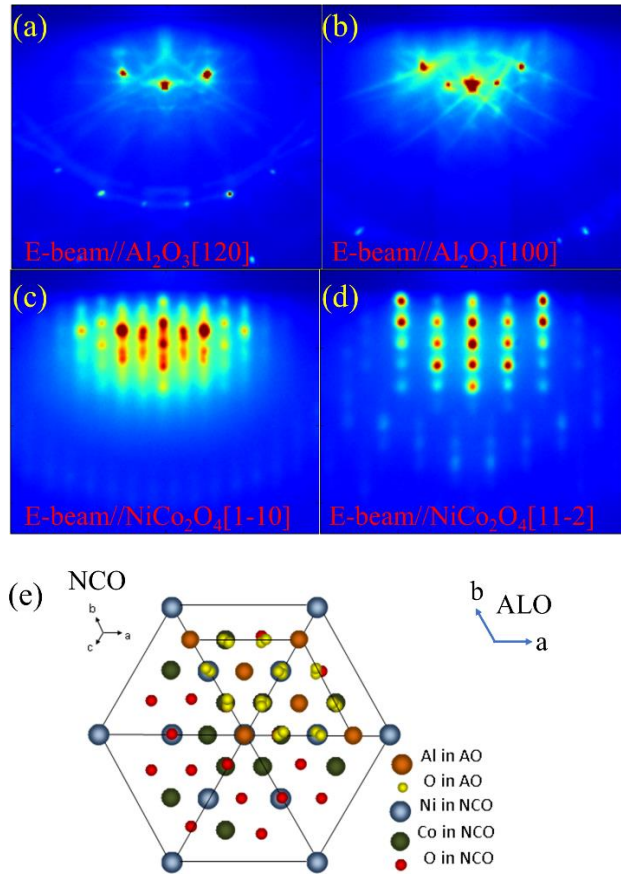 (a)
(b)
E-beam//Al₂O₃[120]
E-beam//Al₂O₃[100]
(c)
(d)
E-beam//NiCo₂O₄[1-10]
E-beam//NiCo₂O₄[11-2]
(e)
NCO
b
a
c
b
ALO
a
Al in AO
O in AO
Ni in NCO
Co in NCO
O in NCO